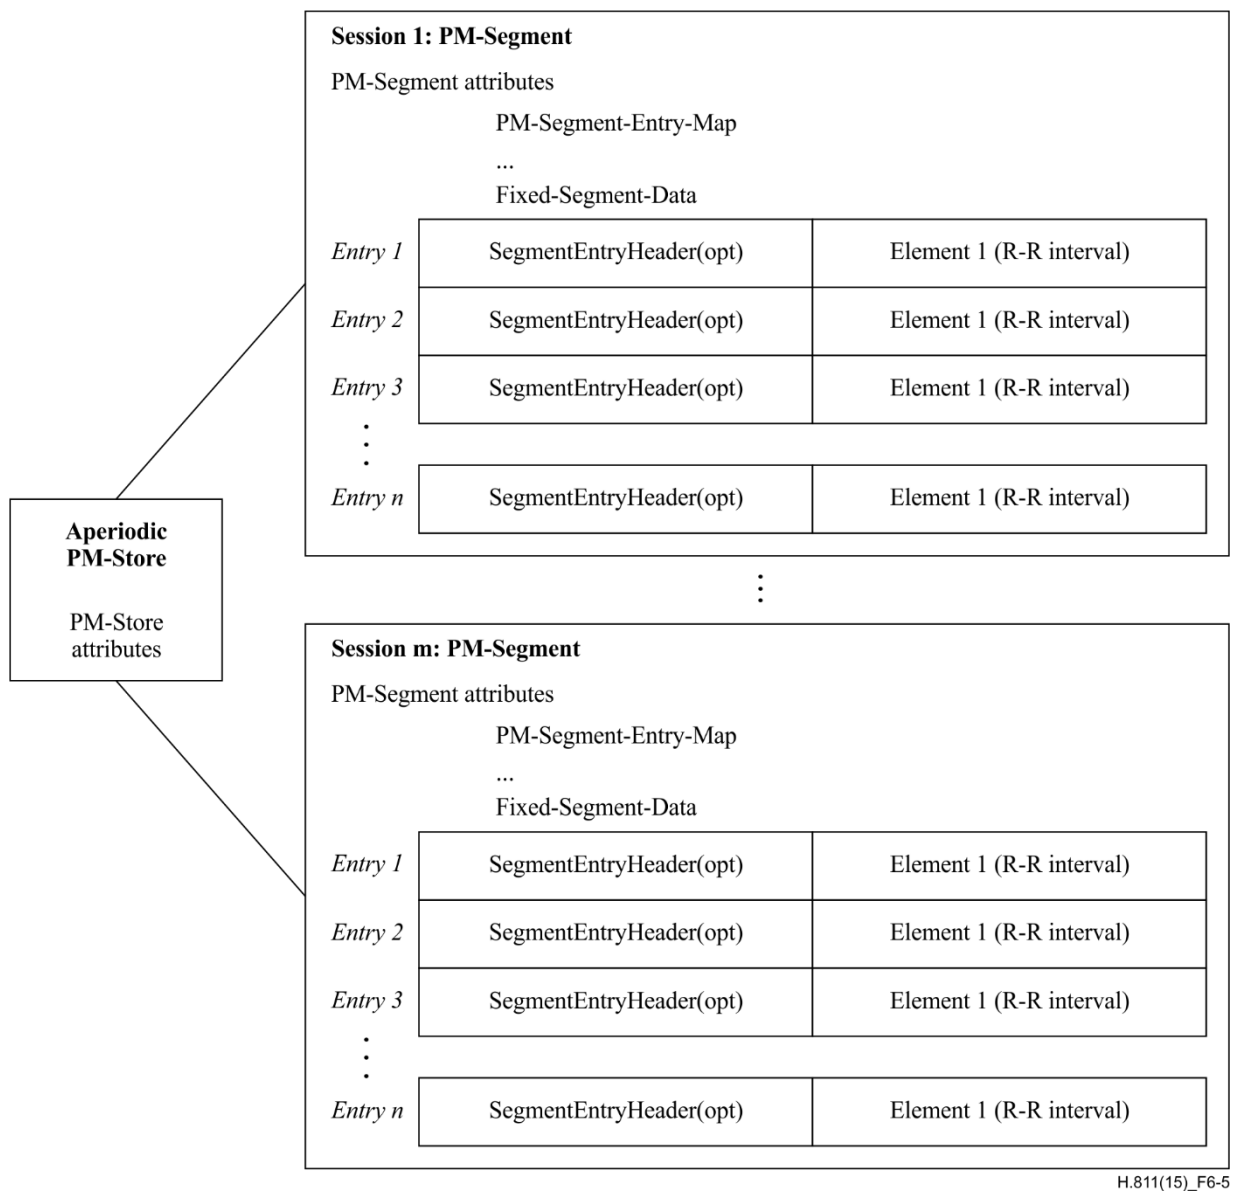 Session 1: PM-Segment
PM-Segment attributes
PM-Segment-Entry-Map
...
Fixed-Segment-Data
Entry 1 SegmentEntryHeader(opt) Element 1 (R-R interval)
Entry 2 SegmentEntryHeader(opt) Element 1 (R-R interval)
Entry 3 SegmentEntryHeader(opt) Element 1 (R-R interval)
Entry n SegmentEntryHeader(opt) Element 1 (R-R interval)
Aperiodic
PM-Store
PM-Store
attributes
Session m: PM-Segment
PM-Segment attributes
PM-Segment-Entry-Map
...
Fixed-Segment-Data
Entry 1 SegmentEntryHeader(opt) Element 1 (R-R interval)
Entry 2 SegmentEntryHeader(opt) Element 1 (R-R interval)
Entry 3 SegmentEntryHeader(opt) Element 1 (R-R interval)
Entry n SegmentEntryHeader(opt) Element 1 (R-R interval)
H.811(15)_F6-5